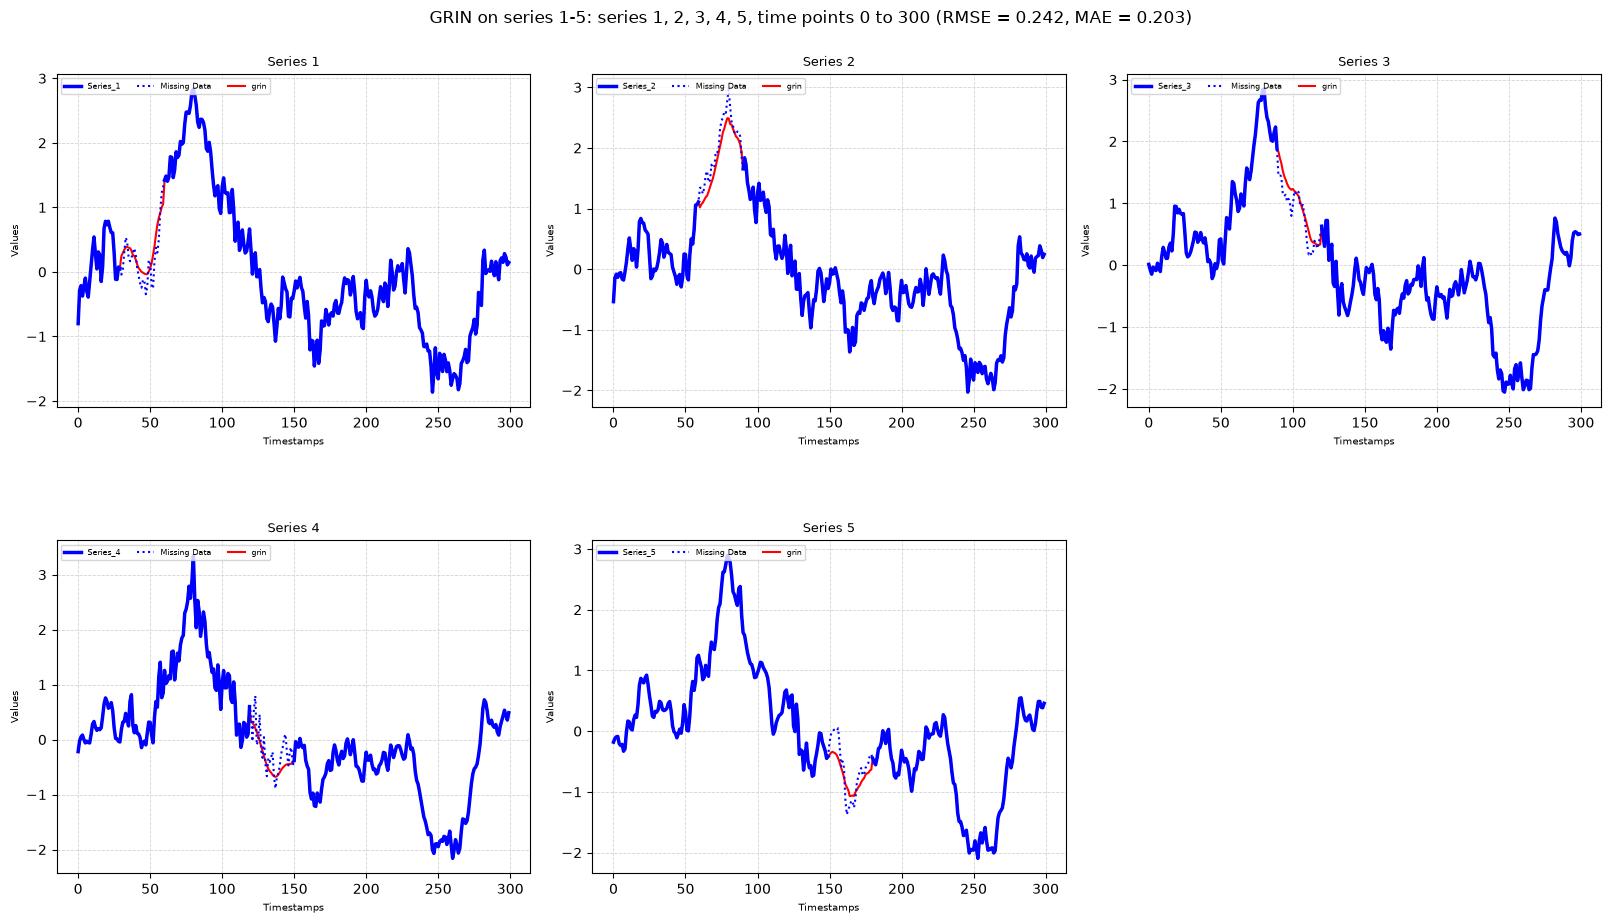 GRIN on series 1-5: series 1, 2, 3, 4, 5, time points 0 to 300 (RMSE = 0.242, MAE = 0.203)
Series 1
Series_1 Missing Data grin
Values
3
2
1
0
−1
−2
0 50 100 150 200 250 300
Timestamps
Series 2
Series_2 Missing Data grin
Values
3
2
1
0
−1
−2
0 50 100 150 200 250 300
Timestamps
Series 3
Series_3 Missing Data grin
Values
3
2
1
0
−1
−2
0 50 100 150 200 250 300
Timestamps
Series 4
Series_4 Missing Data grin
Values
3
2
1
0
−1
−2
0 50 100 150 200 250 300
Timestamps
Series 5
Series_5 Missing Data grin
Values
3
2
1
0
−1
−2
0 50 100 150 200 250 300
Timestamps